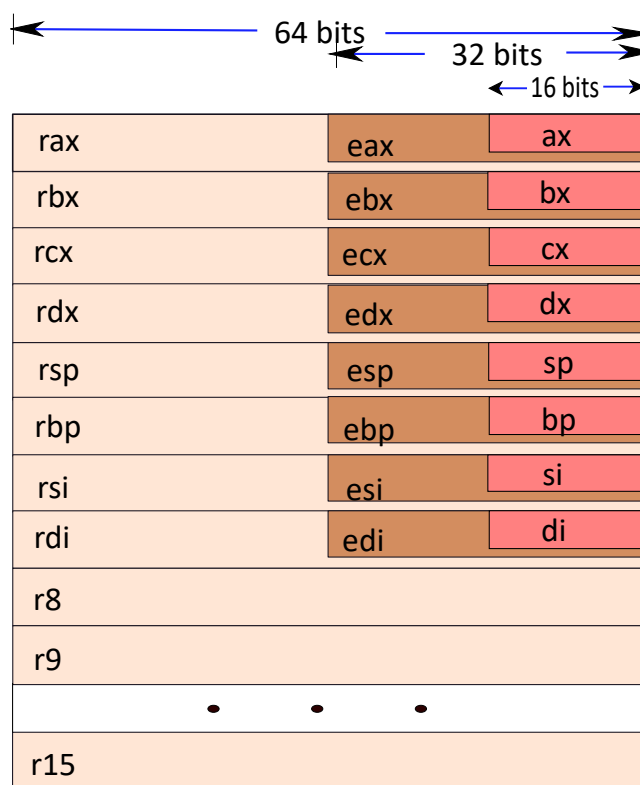 64 bits
32 bits
16 bits
rax eax ax
rbx ebx bx
rcx ecx cx
rdx edx dx
rsp esp sp
rbp ebp bp
rsi esi si
rdi edi di
r8
r9
r15